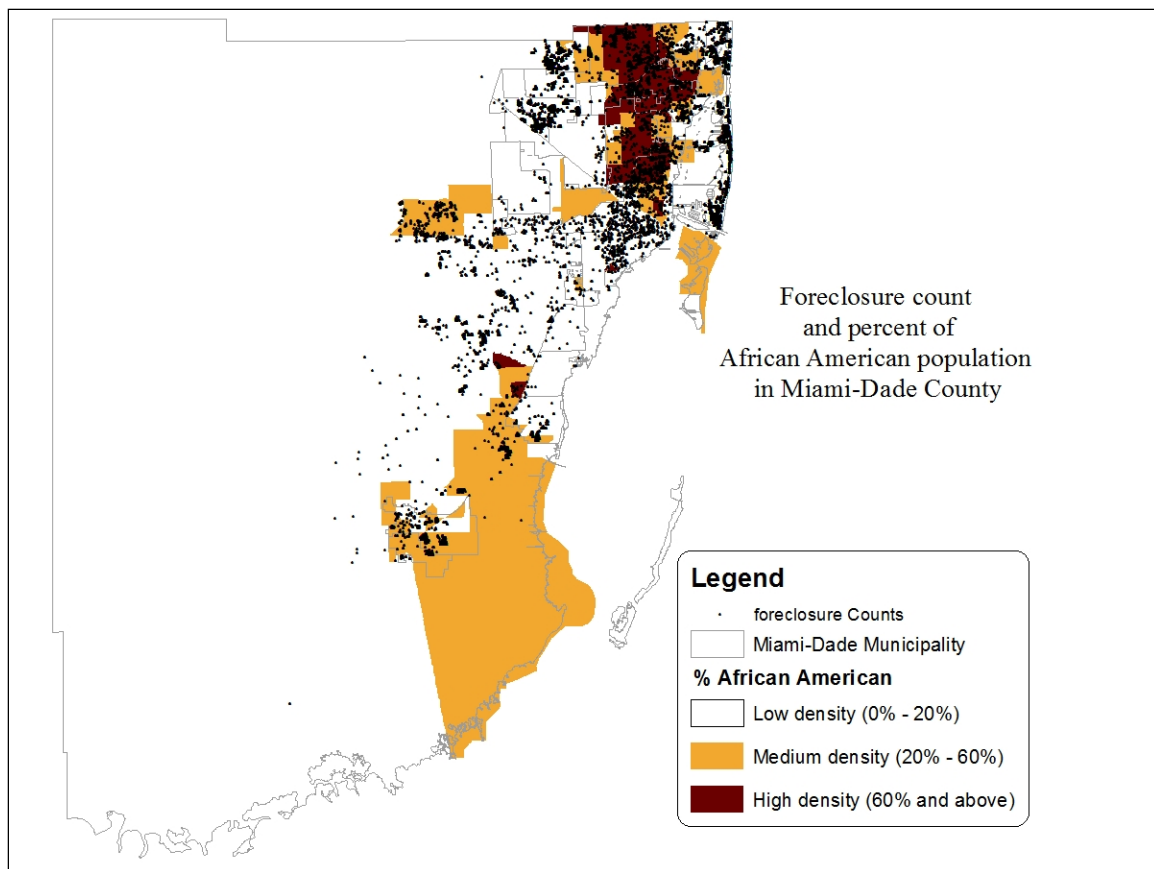 Foreclosure count
and percent of
African American population
in Miami-Dade County
Legend
foreclosure Counts
Miami-Dade Municipality
% African American
Low density (0% - 20%)
Medium density (20% - 60%)
High density (60% and above)